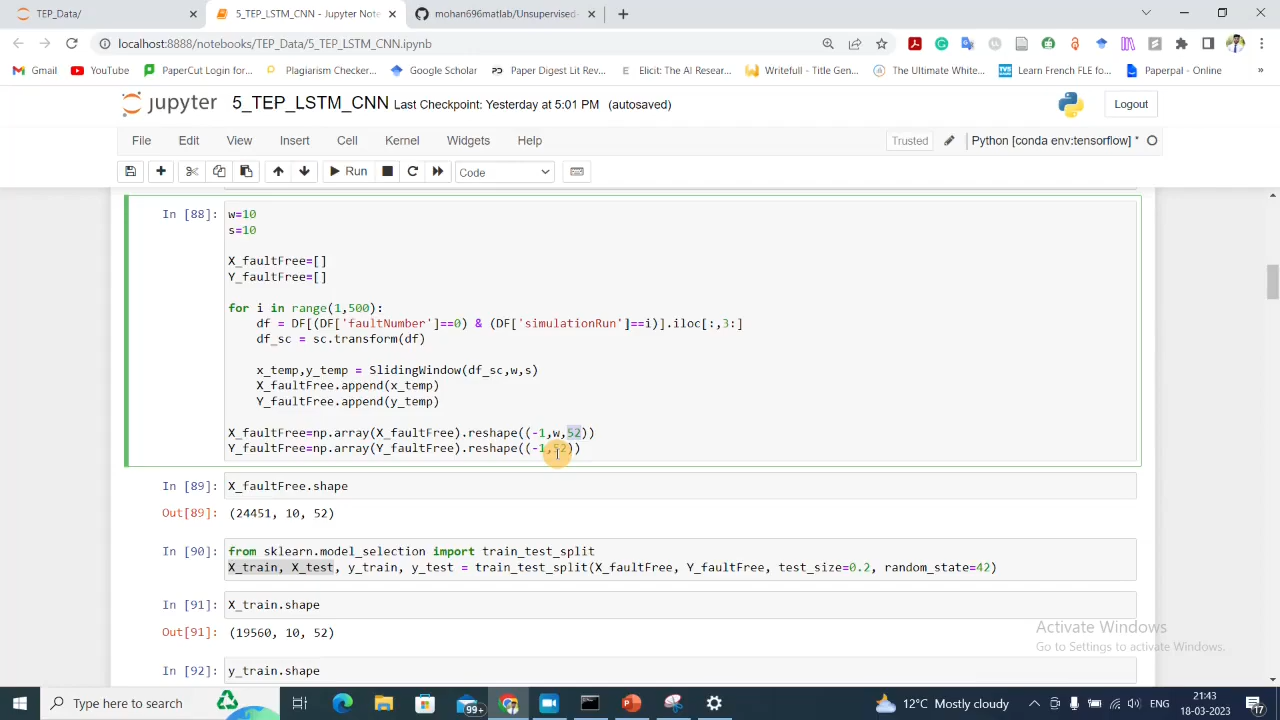 TEP_Data/
5_TEP_LSTM_CNN - Jupyter Note
mohan696matlab/Unsupervised-
localhost:8888/notebooks/TEP_Data/5_TEP_LSTM_CNN.ipynb
Gmail
YouTube
PaperCut Login for...
Plagiarism Checker...
Google Scholar
Paper Digest Lit Rev...
Elicit: The AI Resear...
Writefull - Title Gen...
The Ultimate White...
Learn French FLE fo...
Paperpal - Online
»
jupyter
5_TEP_LSTM_CNN Last Checkpoint: Yesterday at 5:01 PM (autosaved)
Logout
File Edit View Insert Cell Kernel Widgets Help
Trusted
Python [conda env:tensorflow] *
Run
Code
In [88]: w=10
s=10
X_faultFree=[]
Y_faultFree=[]
for i in range(1,500):
df = DF[(DF['faultNumber']==0) & (DF['simulationRun']==i)].iloc[:,3:]
df_sc = sc.transform(df)
x_temp,y_temp = SlidingWindow(df_sc,w,s)
X_faultFree.append(x_temp)
Y_faultFree.append(y_temp)
X_faultFree=np.array(X_faultFree).reshape((-1,w,52))
Y_faultFree=np.array(Y_faultFree).reshape((-1,52))
In [89]: X_faultFree.shape
Out[89]: (24451, 10, 52)
In [90]: from sklearn.model_selection import train_test_split
X_train, X_test, y_train, y_test = train_test_split(X_faultFree, Y_faultFree, test_size=0.2, random_state=42)
In [91]: X_train.shape
Out[91]: (19560, 10, 52)
In [92]: y_train.shape
Activate Windows
Go to Settings to activate Windows.
Type here to search
99+
12°C Mostly cloudy
ENG
21:43
18-03-2023
17